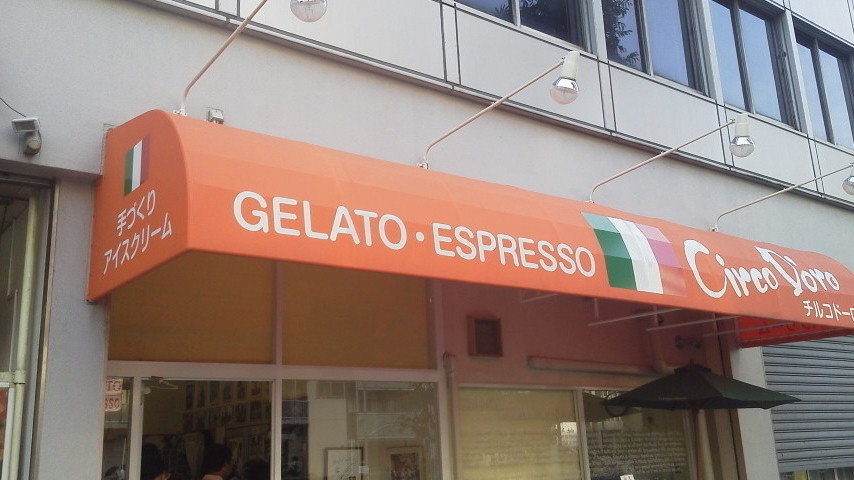 手づくり
アイスクリーム
GELATO・ESPRESSO
Circo D'oro
チルコドーロ